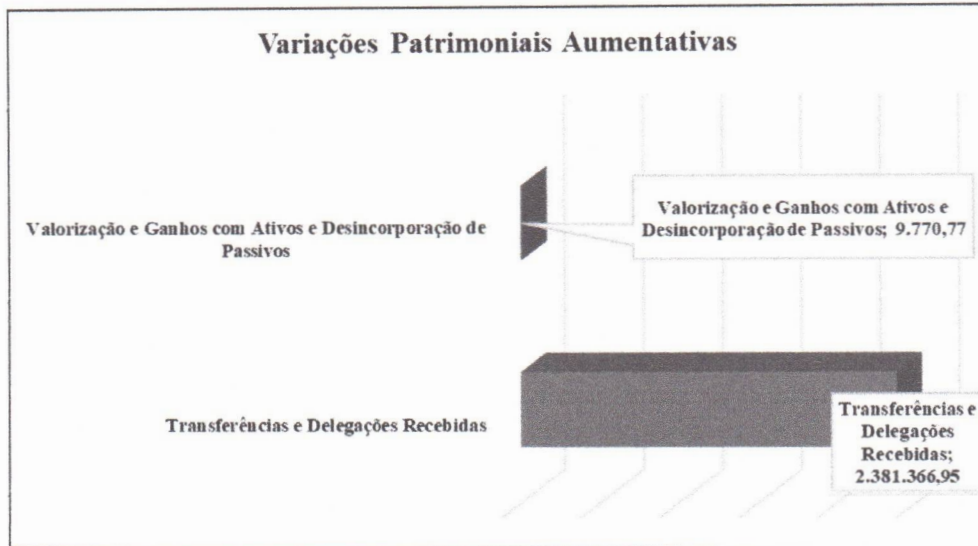 Variações Patrimoniais Aumentativas
Valorização e Ganhos com Ativos e Desincorporação de
Passivos
Valorização e Ganhos com Ativos e
Desincorporação de Passivos; 9.770,77
Transferências e Delegações Recebidas
Transferências e
Delegações
Recebidas;
2.381.366,95